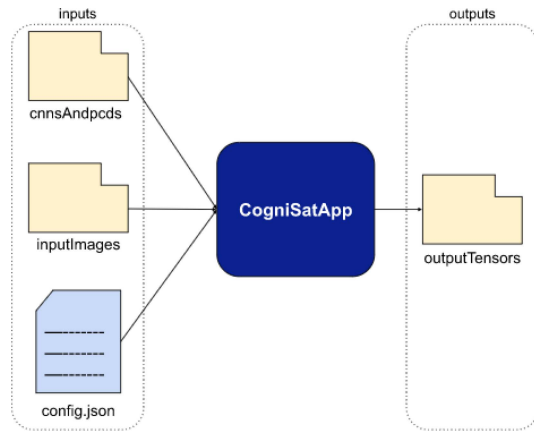 inputs
outputs
cnnsAndpcds
inputImages
config.json
CogniSatApp
outputTensors